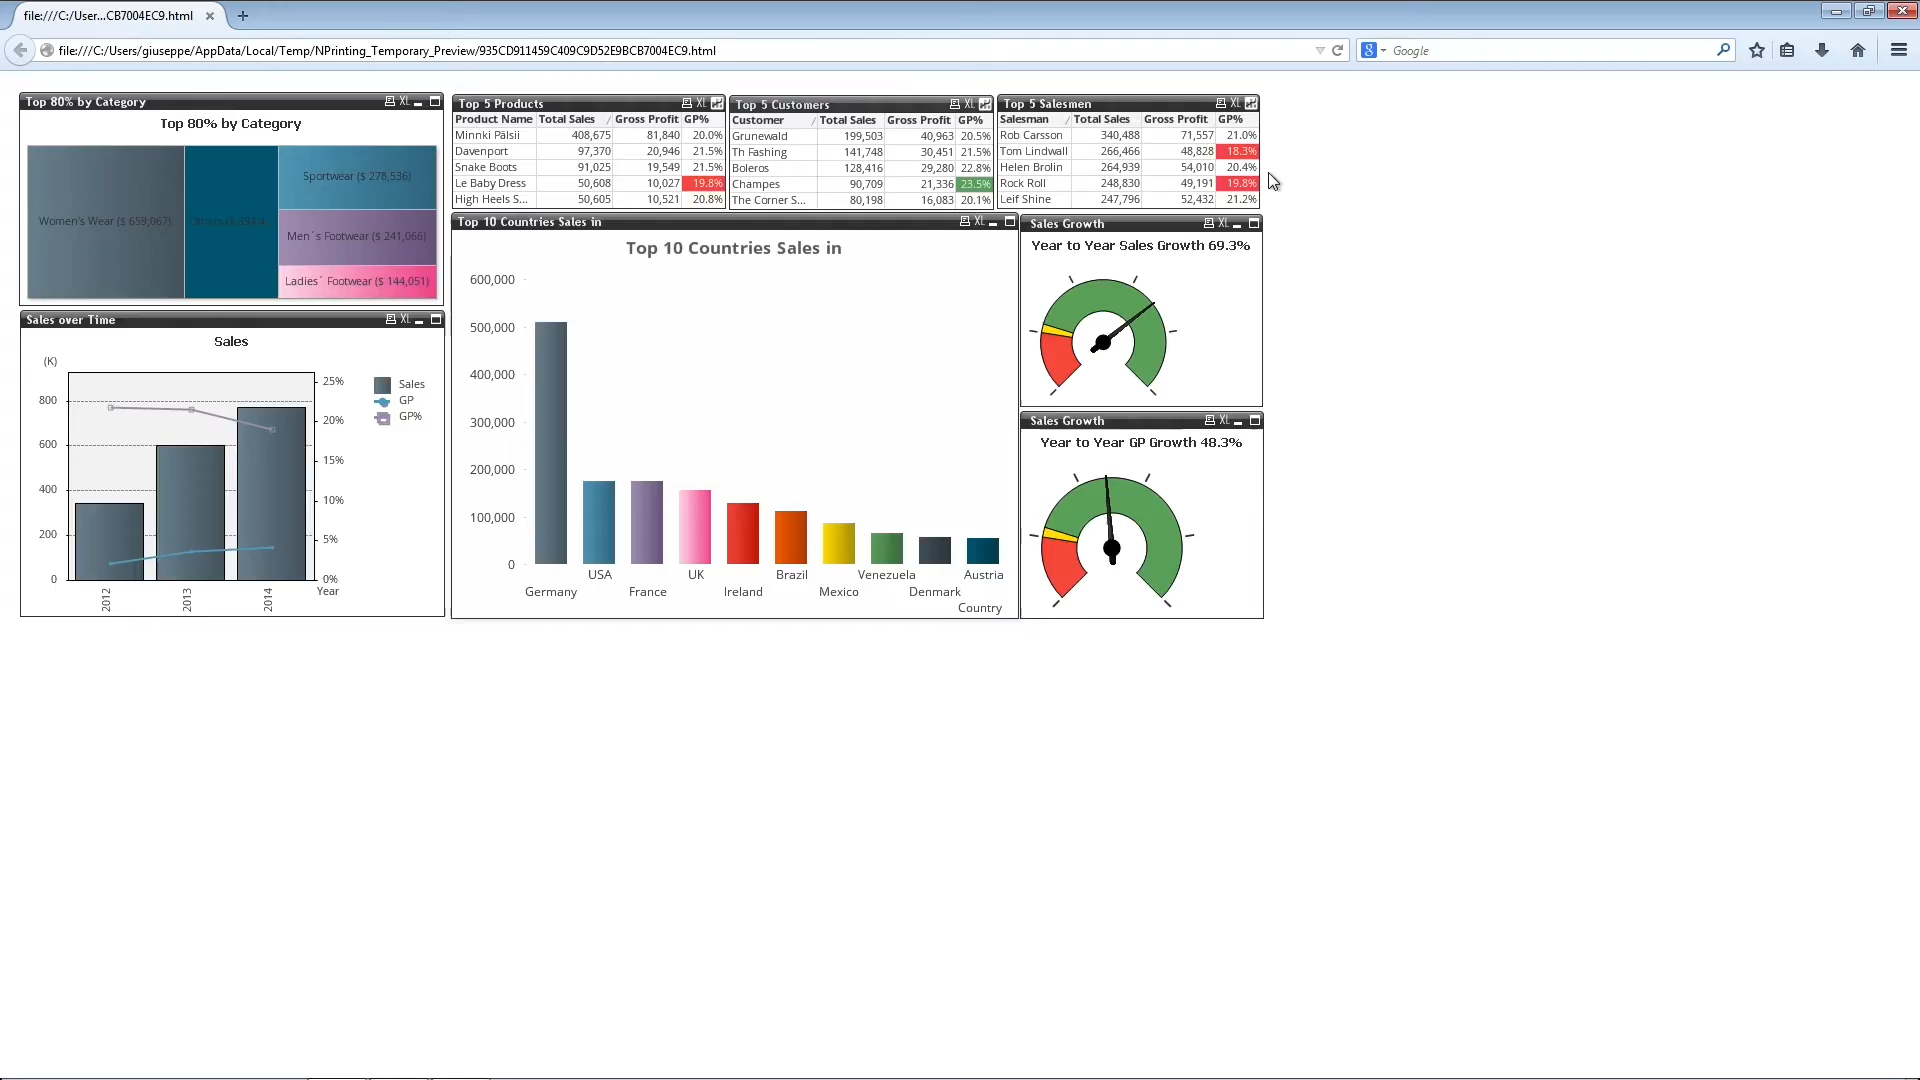 file:///C:/User...CB7004EC9.html
file:///C:/Users/giuseppe/AppData/Local/Temp/NPrinting_Temporary_Preview/935CD911459C409C9D52E9BCB7004EC9.html
8 Google
Top 80% by Category XL
Top 80% by Category
Women's Wear ($ 659,067)
Sportwear ($ 278,536)
Men´s Footwear ($ 241,066)
Ladies´ Footwear ($ 144,051)
Top 5 Products XL
Product Name Total Sales Gross Profit GP%
Minnki Pälsii 408,675 81,840 20.0%
Davenport 97,370 20,946 21.5%
Snake Boots 91,025 19,549 21.5%
Le Baby Dress 50,608 10,027 19.8%
High Heels S... 50,605 10,521 20.8%
Top 5 Customers XL
Customer Total Sales Gross Profit GP%
Grunewald 199,503 40,963 20.5%
Th Fashing 141,748 30,451 21.5%
Boleros 128,416 29,280 22.8%
Champes 90,709 21,336 23.5%
The Corner S... 80,198 16,083 20.1%
Top 5 Salesmen XL
Salesman Total Sales Gross Profit GP%
Rob Carsson 340,488 71,557 21.0%
Tom Lindwall 266,466 48,828 18.3%
Helen Brolin 264,939 54,010 20.4%
Rock Roll 248,830 49,191 19.8%
Leif Shine 247,796 52,432 21.2%
Sales over Time XL
Sales
(K)
800
600
400
200
0
25%
20%
15%
10%
5%
0%
2012
2013
2014
Year
Sales
GP
GP%
Top 10 Countries Sales in XL
Top 10 Countries Sales in
600,000
500,000
400,000
300,000
200,000
100,000
0
USA UK Brazil Venezuela Austria
Germany France Ireland Mexico Denmark
Country
Sales Growth XL
Year to Year Sales Growth 69.3%
Sales Growth XL
Year to Year GP Growth 48.3%